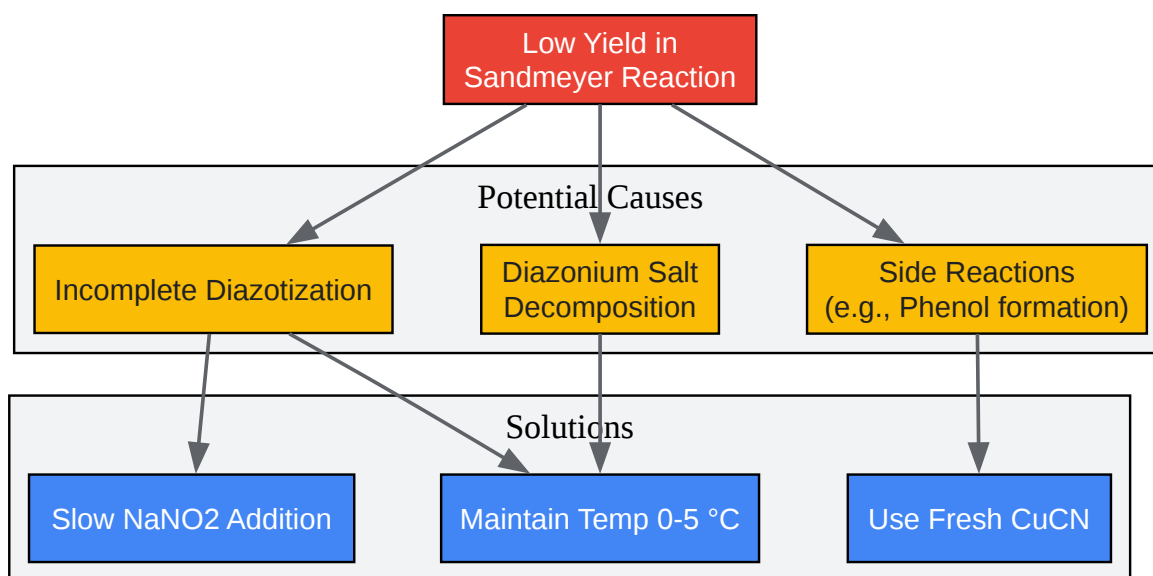 Low Yield in
Sandmeyer Reaction
Potential Causes
Incomplete Diazotization
Diazonium Salt
Decomposition
Side Reactions
(e.g., Phenol formation)
Solutions
Slow NaNO2 Addition
Maintain Temp 0-5 °C
Use Fresh CuCN